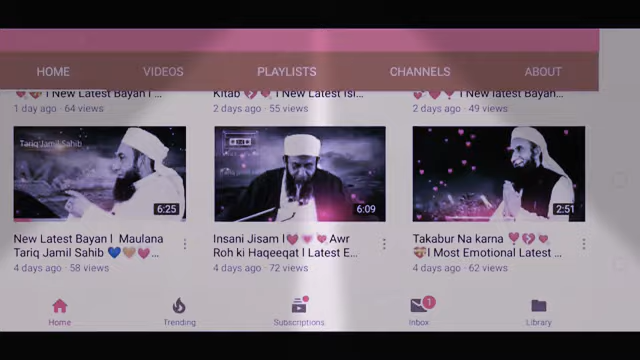 HOME VIDEOS PLAYLISTS CHANNELS ABOUT
I New Latest Bayan I ...
1 day ago · 64 views
Kitab I New Latest Isl...
2 days ago · 55 views
I New latest Bayan...
2 days ago · 49 views
Tariq Jamil Sahib
6:25
6:09
2:51
New Latest Bayan l Maulana
Tariq Jamil Sahib 💙🧡💗...
4 days ago · 58 views
Insani Jisam I💗💗💗 Awr
Roh ki Haqeeqat I Latest E...
4 days ago · 72 views
Takabur Na karna ❣💔💘
💝I Most Emotional Latest ...
4 days ago · 62 views
1
Home Trending Subscriptions Inbox Library